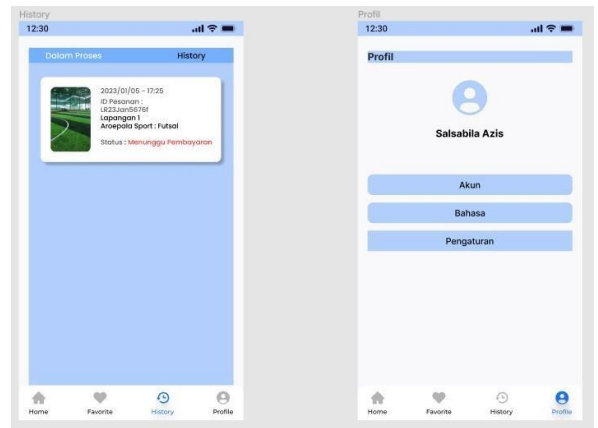 History
12:30
Dalam Proses History
2023/01/05 - 17:25
ID Pesanan :
LR23Jan5676f
Lapangan 1
Aroepala Sport : Futsal
Status : Menunggu Pembayaran
Home Favorite History Profile
Profil
12:30
Profil
Salsabila Azis
Akun
Bahasa
Pengaturan
Home Favorite History Profile